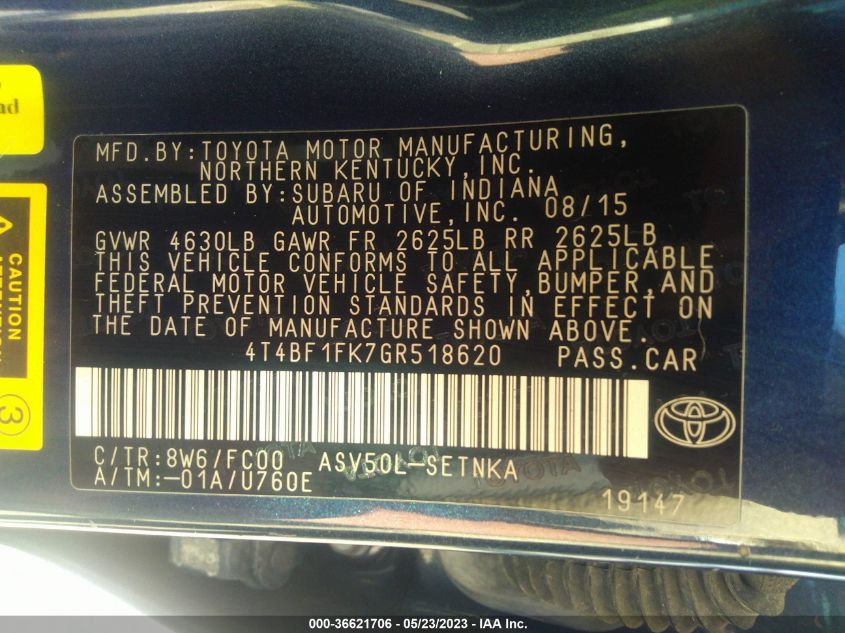 MFD.BY:TOYOTA MOTOR MANUFACTURING,
NORTHERN KENTUCKY,INC.
ASSEMBLED BY:SUBARU OF INDIANA
AUTOMOTIVE,INC. 08/15
GVWR 4630LB GAWR FR 2625LB RR 2625LB
THIS VEHICLE CONFORMS TO ALL APPLICABLE
FEDERAL MOTOR VEHICLE SAFETY,BUMPER,AND
THEFT PREVENTION STANDARDS IN EFFECT ON
THE DATE OF MANUFACTURE SHOWN ABOVE.
4T4BF1FK7GR518620 PASS.CAR
C/TR:8W6/FC00 ASV50L-SETNKA
A/TM:-01A/U760E
19147
3
000-36621706 - 05/23/2023 - IAA Inc.